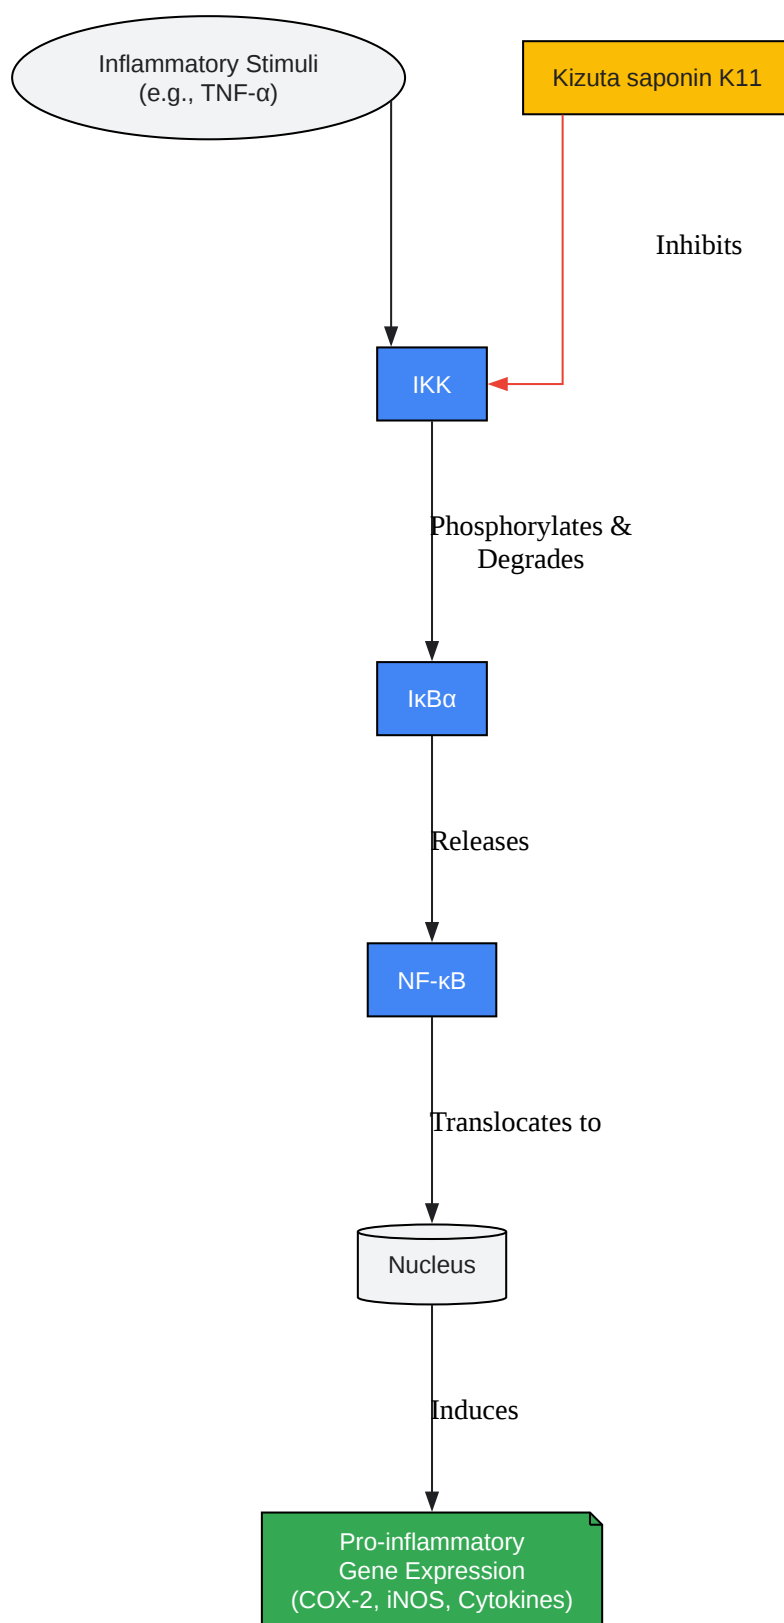 Inflammatory Stimuli
(e.g., TNF-α)
Kizuta saponin K11
Inhibits
IKK
Phosphorylates &
Degrades
IκBα
Releases
NF-κB
Translocates to
Nucleus
Induces
Pro-inflammatory
Gene Expression
(COX-2, iNOS, Cytokines)